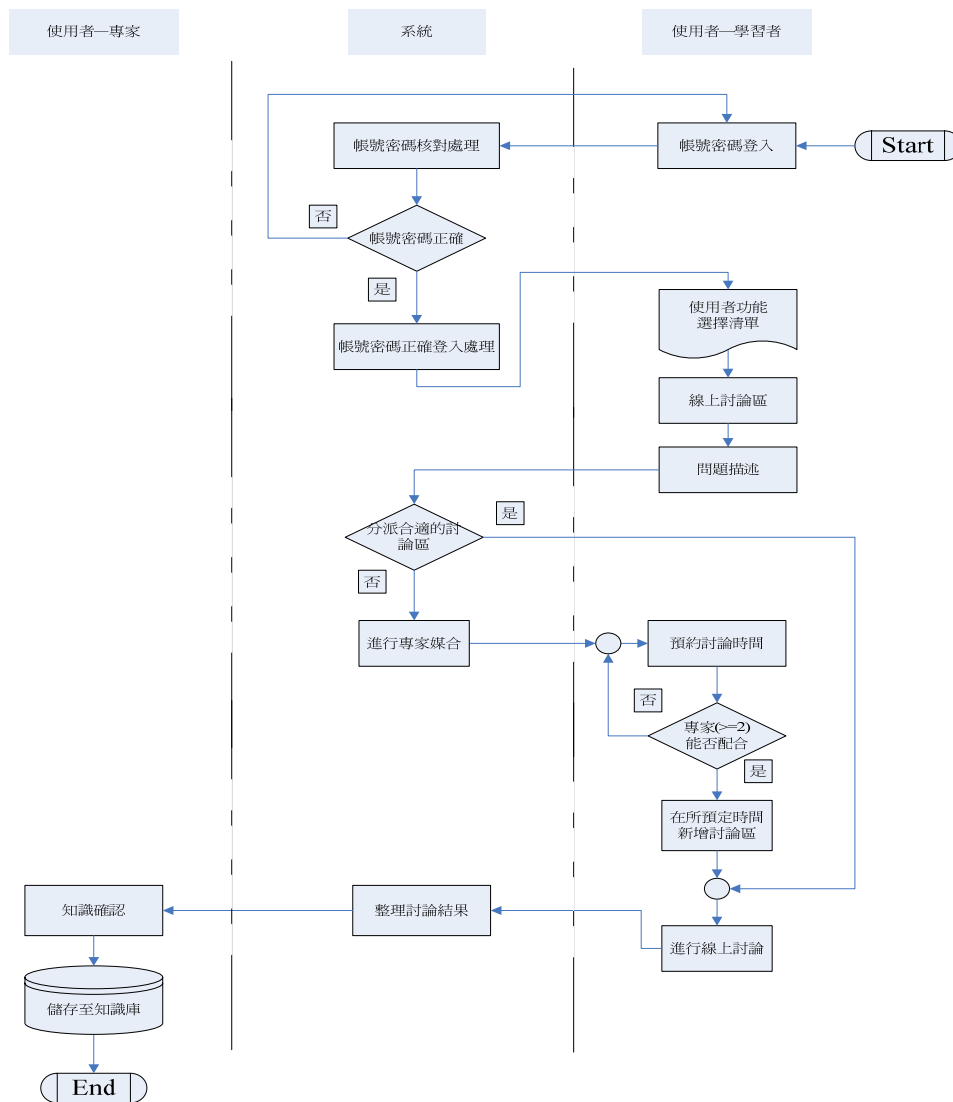 使用者—專家
系統
使用者—學習者
帳號密碼核對處理
帳號密碼登入
Start
否
帳號密碼正確
是
使用者功能
選擇清單
帳號密碼正確登入處理
線上討論區
問題描述
是
分派合適的討
論區
否
進行專家媒合
預約討論時間
否
專家(>=2)
能否配合
是
在所預定時間
新增討論區
知識確認
整理討論結果
進行線上討論
儲存至知識庫
End